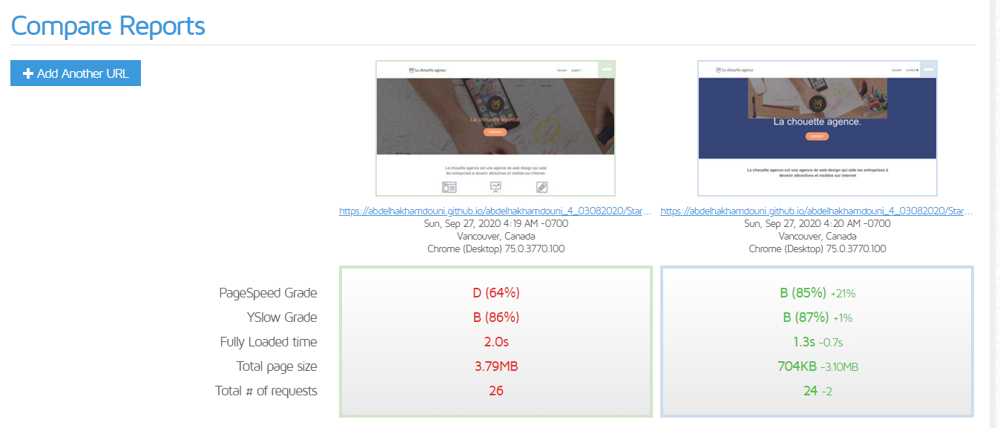 Compare Reports
+ Add Another URL
La chouette agence.
Accueil
La chouette agence.
CONTACT
La chouette agence est une agence de web design qui aide
les entreprises à devenir attractives et visibles sur Internet.
La chouette agence.
Accueil contact
La chouette agence.
CONTACT
La chouette agence est une agence de web design qui aide les entreprises à
devenir attractives et visibles sur Internet
https://abdelhakhamdouni.github.io/abdelhakhamdouni_4_03082020/Star...
Sun, Sep 27, 2020 4:19 AM -0700
Vancouver, Canada
Chrome (Desktop) 75.0.3770.100
https://abdelhakhamdouni.github.io/abdelhakhamdouni_4_03082020/Star...
Sun, Sep 27, 2020 4:20 AM -0700
Vancouver, Canada
Chrome (Desktop) 75.0.3770.100
PageSpeed Grade D (64%) B (85%) +21%
YSlow Grade B (86%) B (87%) +1%
Fully Loaded time 2.0s 1.3s -0.7s
Total page size 3.79MB 704KB -3.10MB
Total # of requests 26 24 -2